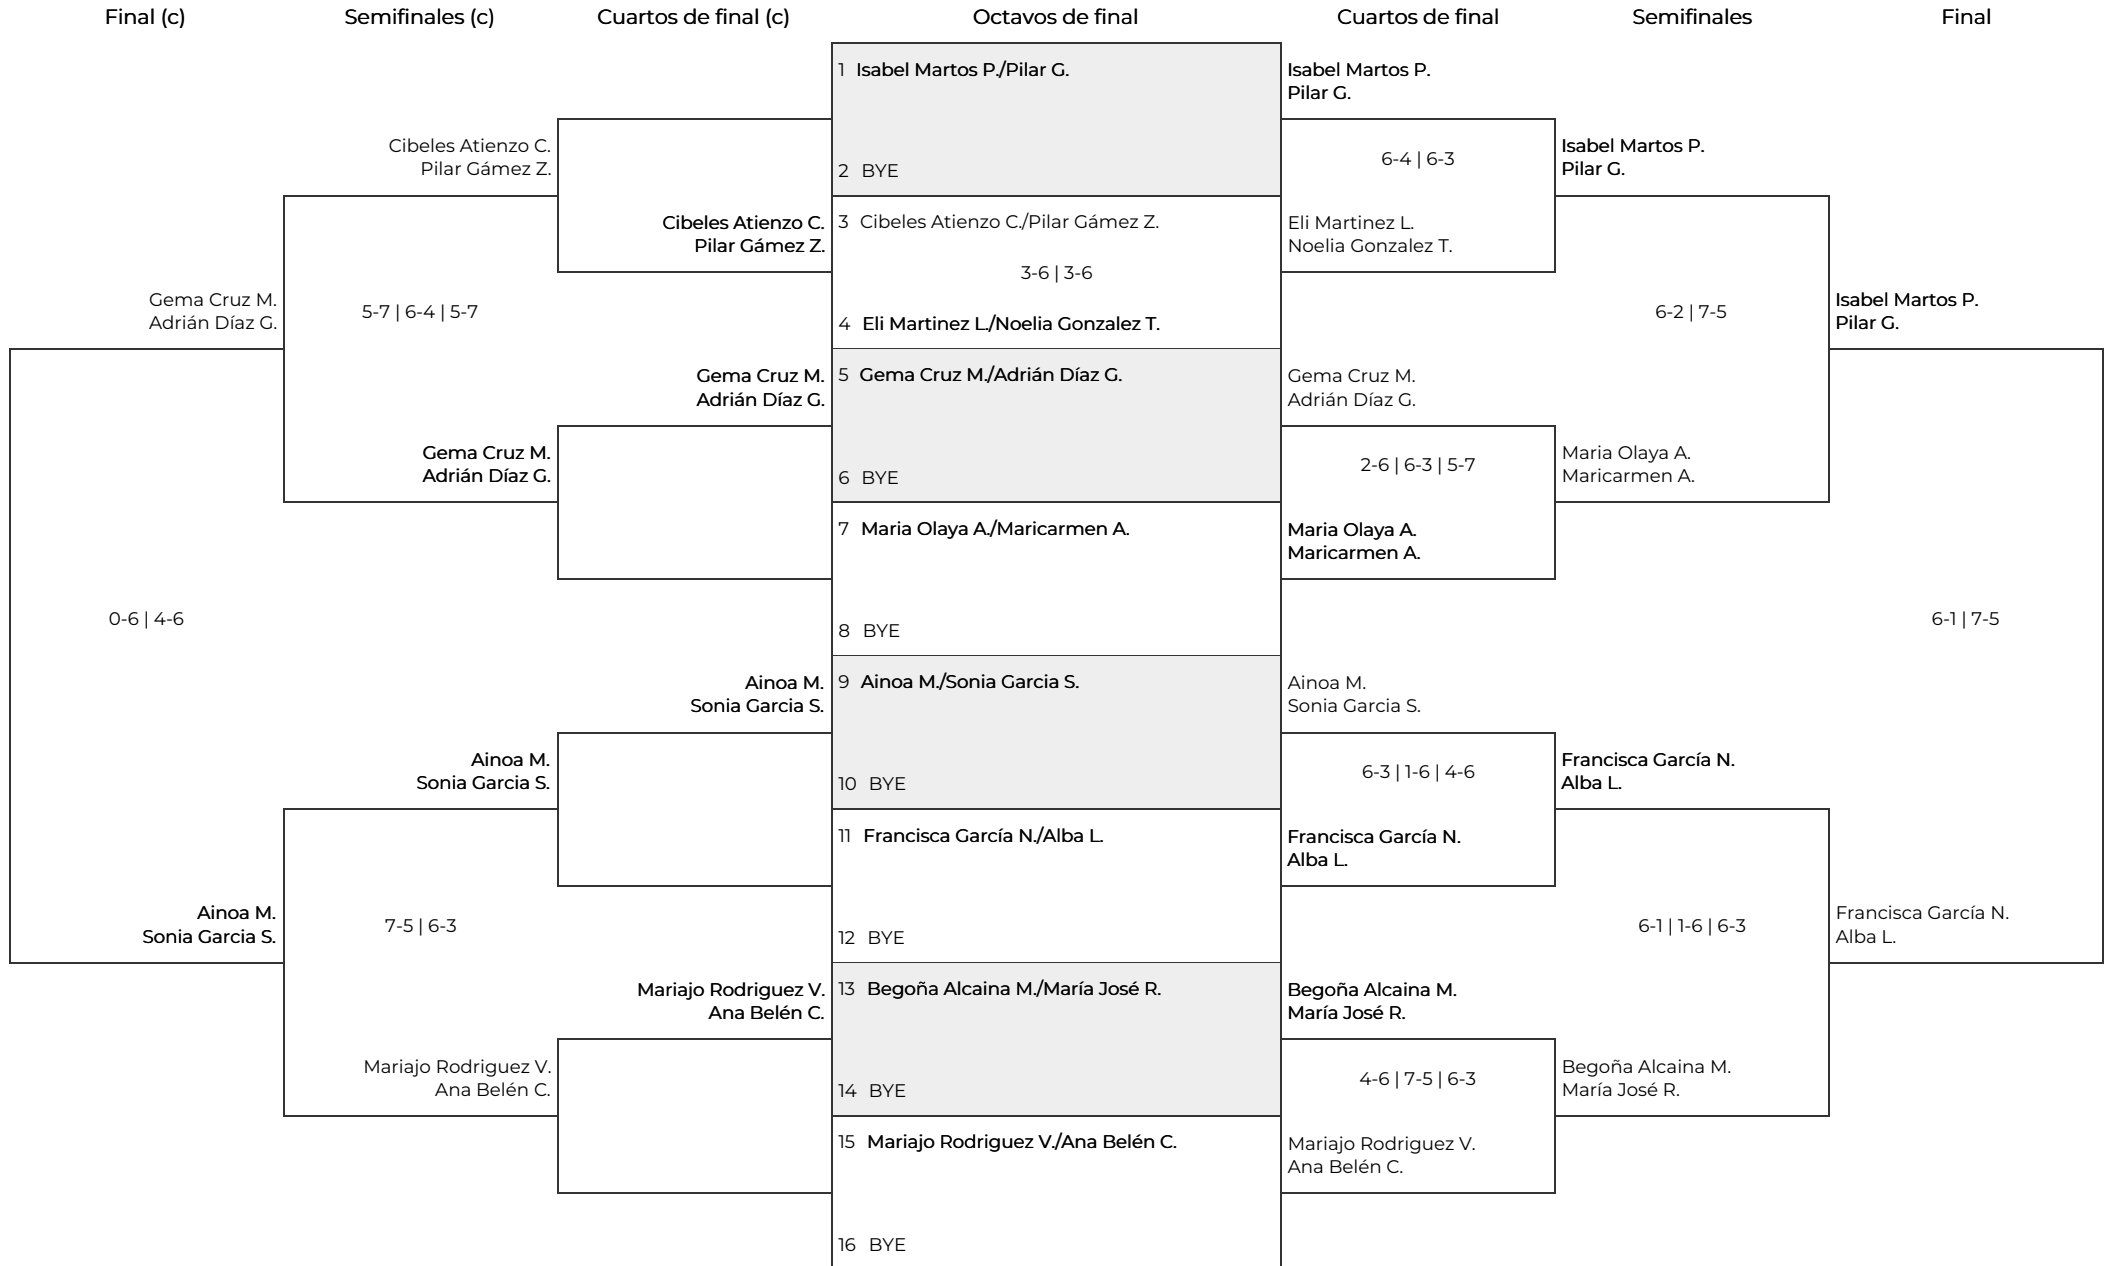 Final (c)
Semifinales (c)
Cuartos de final (c)
Octavos de final
Cuartos de final
Semifinales
Final
Gema Cruz M.
Adrián Díaz G.
0-6 | 4-6
Ainoa M.
Sonia Garcia S.
Cibeles Atienzo C.
Pilar Gámez Z.
5-7 | 6-4 | 5-7
Gema Cruz M.
Adrián Díaz G.
Ainoa M.
Sonia Garcia S.
7-5 | 6-3
Mariajo Rodriguez V.
Ana Belén C.
Cibeles Atienzo C.
Pilar Gámez Z.
Gema Cruz M.
Adrián Díaz G.
Ainoa M.
Sonia Garcia S.
Mariajo Rodriguez V.
Ana Belén C.
1 Isabel Martos P./Pilar G.
2 BYE
3 Cibeles Atienzo C./Pilar Gámez Z.
3-6 | 3-6
4 Eli Martinez L./Noelia Gonzalez T.
5 Gema Cruz M./Adrián Díaz G.
6 BYE
7 Maria Olaya A./Maricarmen A.
8 BYE
9 Ainoa M./Sonia Garcia S.
10 BYE
11 Francisca García N./Alba L.
12 BYE
13 Begoña Alcaina M./María José R.
14 BYE
15 Mariajo Rodriguez V./Ana Belén C.
16 BYE
Isabel Martos P.
Pilar G.
6-4 | 6-3
Eli Martinez L.
Noelia Gonzalez T.
Gema Cruz M.
Adrián Díaz G.
2-6 | 6-3 | 5-7
Maria Olaya A.
Maricarmen A.
Ainoa M.
Sonia Garcia S.
6-3 | 1-6 | 4-6
Francisca García N.
Alba L.
Begoña Alcaina M.
María José R.
4-6 | 7-5 | 6-3
Mariajo Rodriguez V.
Ana Belén C.
Isabel Martos P.
Pilar G.
6-2 | 7-5
Maria Olaya A.
Maricarmen A.
Francisca García N.
Alba L.
6-1 | 1-6 | 6-3
Begoña Alcaina M.
María José R.
Isabel Martos P.
Pilar G.
6-1 | 7-5
Francisca García N.
Alba L.